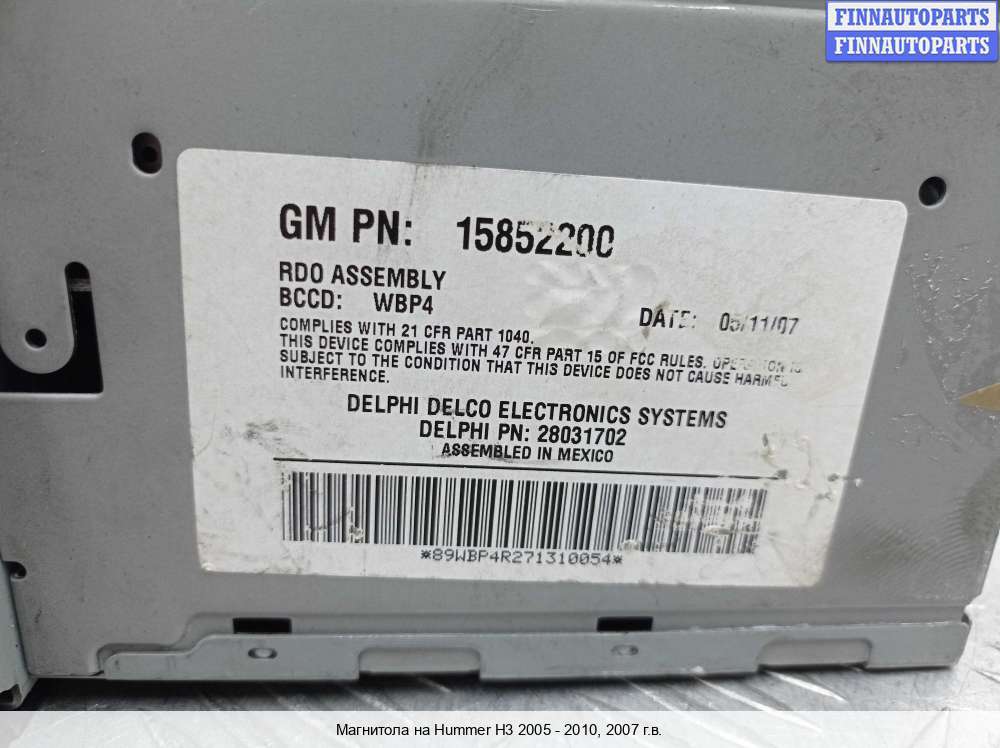 FINNAUTOPARTS
FINNAUTOPARTS
GM PN: 15852200
RDO ASSEMBLY
BCCD: WBP4
DATE: 05/11/07
COMPLIES WITH 21 CFR PART 1040.
THIS DEVICE COMPLIES WITH 47 CFR PART 15 OF FCC RULES. OPERATION IS
SUBJECT TO THE CONDITION THAT THIS DEVICE DOES NOT CAUSE HARMFUL
INTERFERENCE.
DELPHI DELCO ELECTRONICS SYSTEMS
DELPHI PN: 28031702
ASSEMBLED IN MEXICO
*89WBP4R271310054*
Магнитола на Hummer H3 2005 - 2010, 2007 г.в.